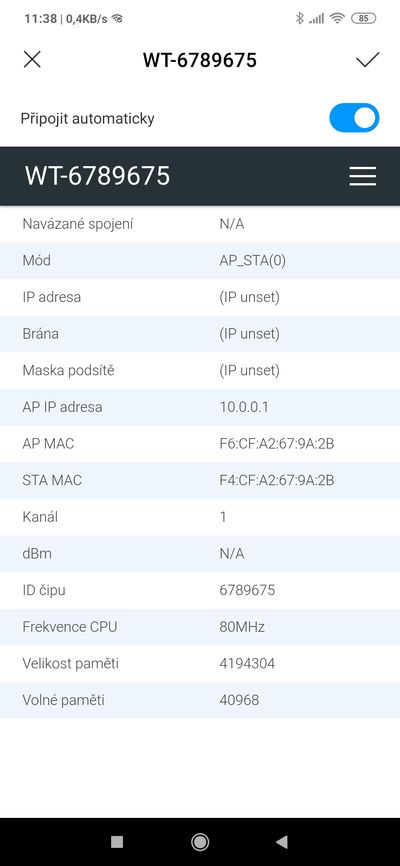 11:38 | 0,4KB/s 85
WT-6789675
Připojit automaticky
WT-6789675
Navázané spojení N/A
Mód AP_STA(0)
IP adresa (IP unset)
Brána (IP unset)
Maska podsítě (IP unset)
AP IP adresa 10.0.0.1
AP MAC F6:CF:A2:67:9A:2B
STA MAC F4:CF:A2:67:9A:2B
Kanál 1
dBm N/A
ID čipu 6789675
Frekvence CPU 80MHz
Velikost paměti 4194304
Volné paměti 40968